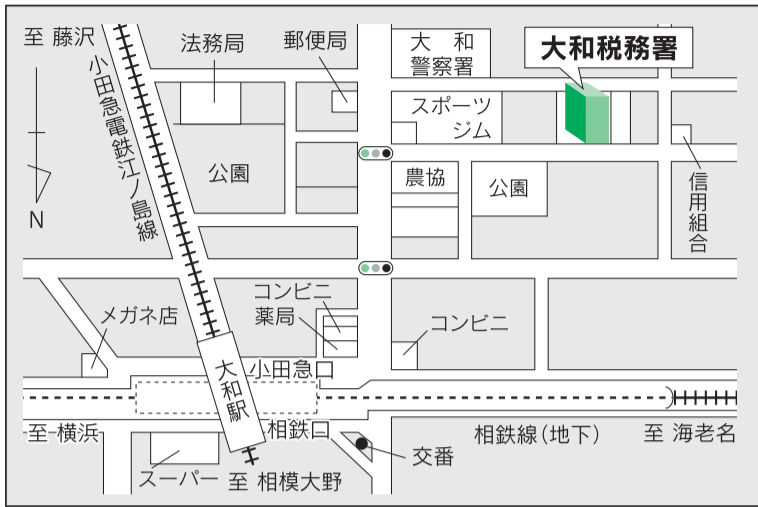 至 藤沢
法務局
郵便局
大 和
警察署
大和税務署
小田急電鉄江ノ島線
スポーツ
ジム
公園
農協
公園
信用組合
N
コンビニ
薬局
メガネ店
コンビニ
小田急口
大和駅
至 横浜
相鉄口
相鉄線(地下)
至 海老名
交番
スーパー
至 相模大野